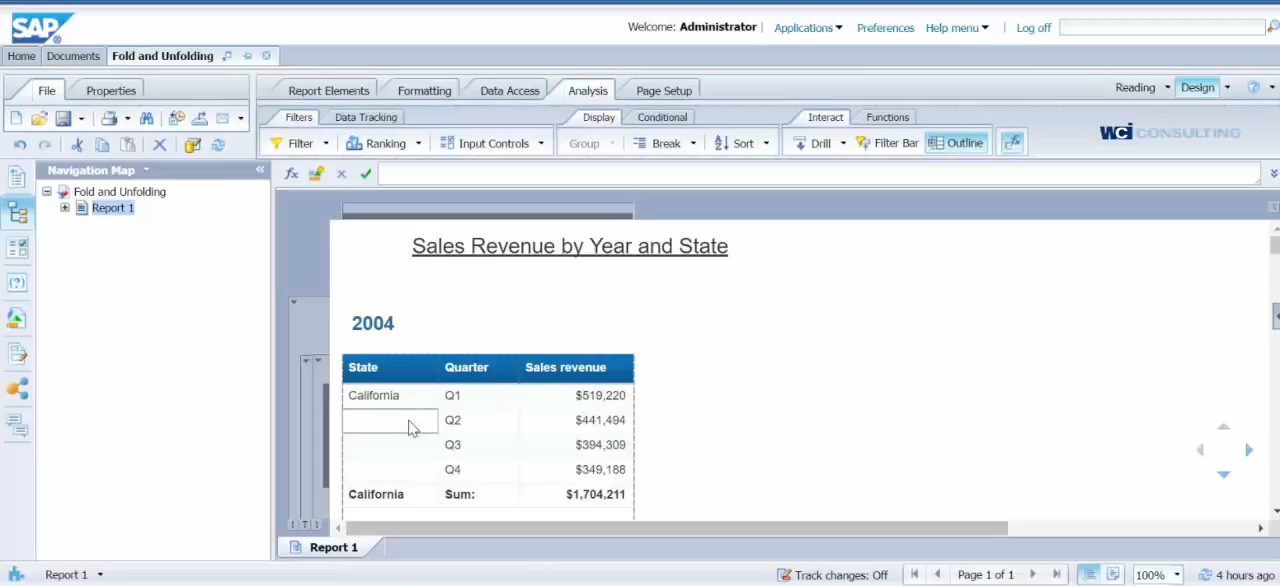 SAP
Welcome: Administrator Applications Preferences Help menu Log off
Home Documents Fold and Unfolding
File Properties Report Elements Formatting Data Access Analysis Page Setup Reading Design
Filters Data Tracking Display Conditional Interact Functions
WCI CONSULTING
Filter Ranking Input Controls Group Break Sort Drill Filter Bar Outline
Navigation Map
Fold and Unfolding
Report 1
Sales Revenue by Year and State
2004
State Quarter Sales revenue
California Q1 $519,220
Q2 $441,494
Q3 $394,309
Q4 $349,188
California Sum: $1,704,211
Report 1
Report 1 Track changes: Off Page 1 of 1 100% 4 hours ago